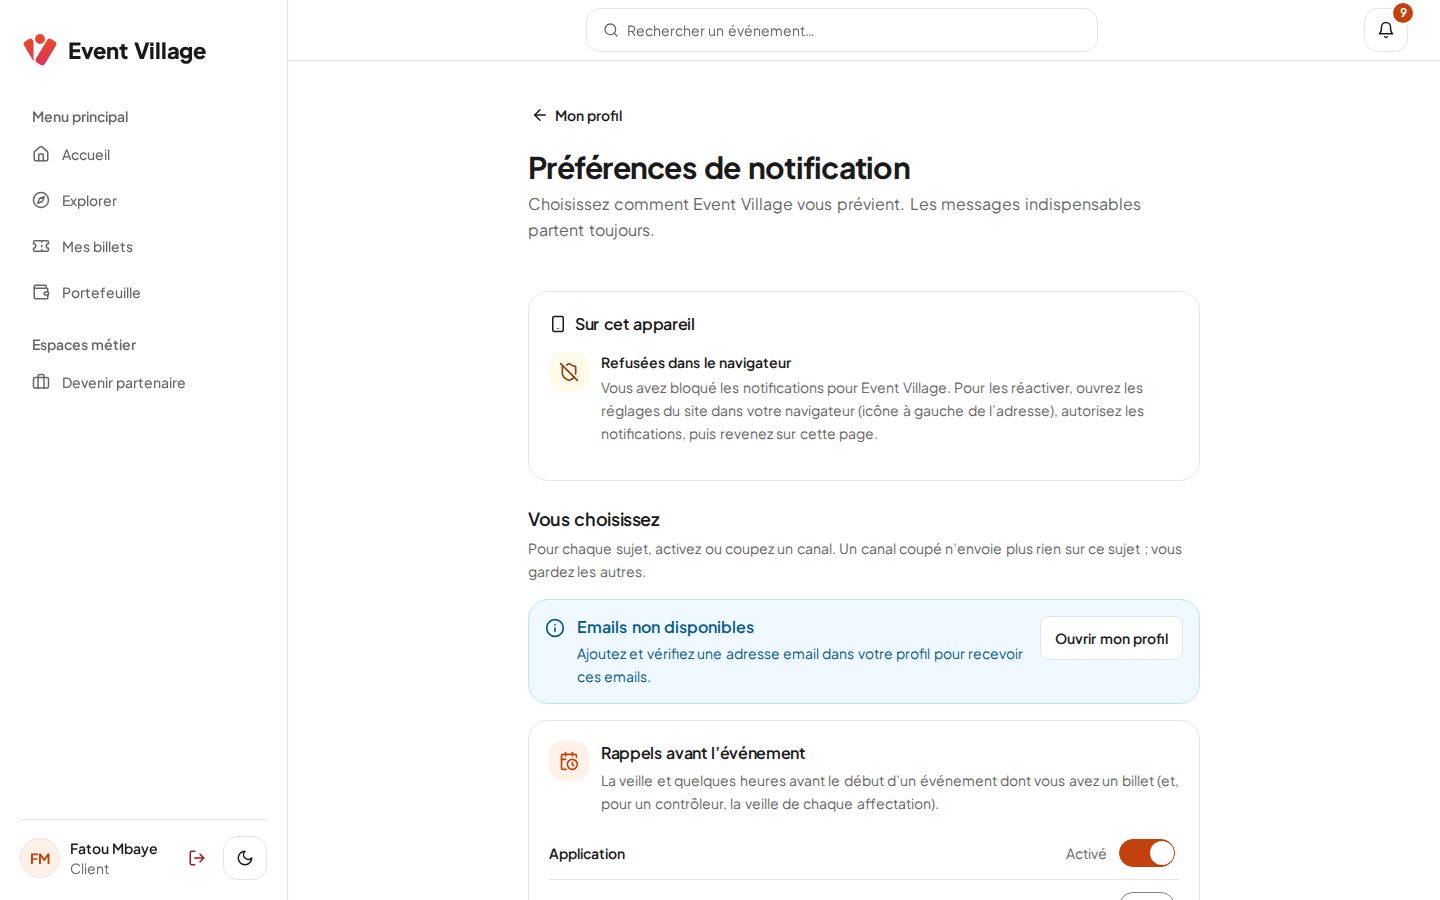 Event Village
Rechercher un événement…
9
Menu principal
Accueil
Explorer
Mes billets
Portefeuille
Espaces métier
Devenir partenaire
FM
Fatou Mbaye
Client
Mon profil
Préférences de notification
Choisissez comment Event Village vous prévient. Les messages indispensables
partent toujours.
Sur cet appareil
Refusées dans le navigateur
Vous avez bloqué les notifications pour Event Village. Pour les réactiver, ouvrez les
réglages du site dans votre navigateur (icône à gauche de l’adresse), autorisez les
notifications, puis revenez sur cette page.
Vous choisissez
Pour chaque sujet, activez ou coupez un canal. Un canal coupé n’envoie plus rien sur ce sujet ; vous
gardez les autres.
Emails non disponibles
Ajoutez et vérifiez une adresse email dans votre profil pour recevoir
ces emails.
Ouvrir mon profil
Rappels avant l’événement
La veille et quelques heures avant le début d’un événement dont vous avez un billet (et,
pour un contrôleur, la veille de chaque affectation).
Application
Activé